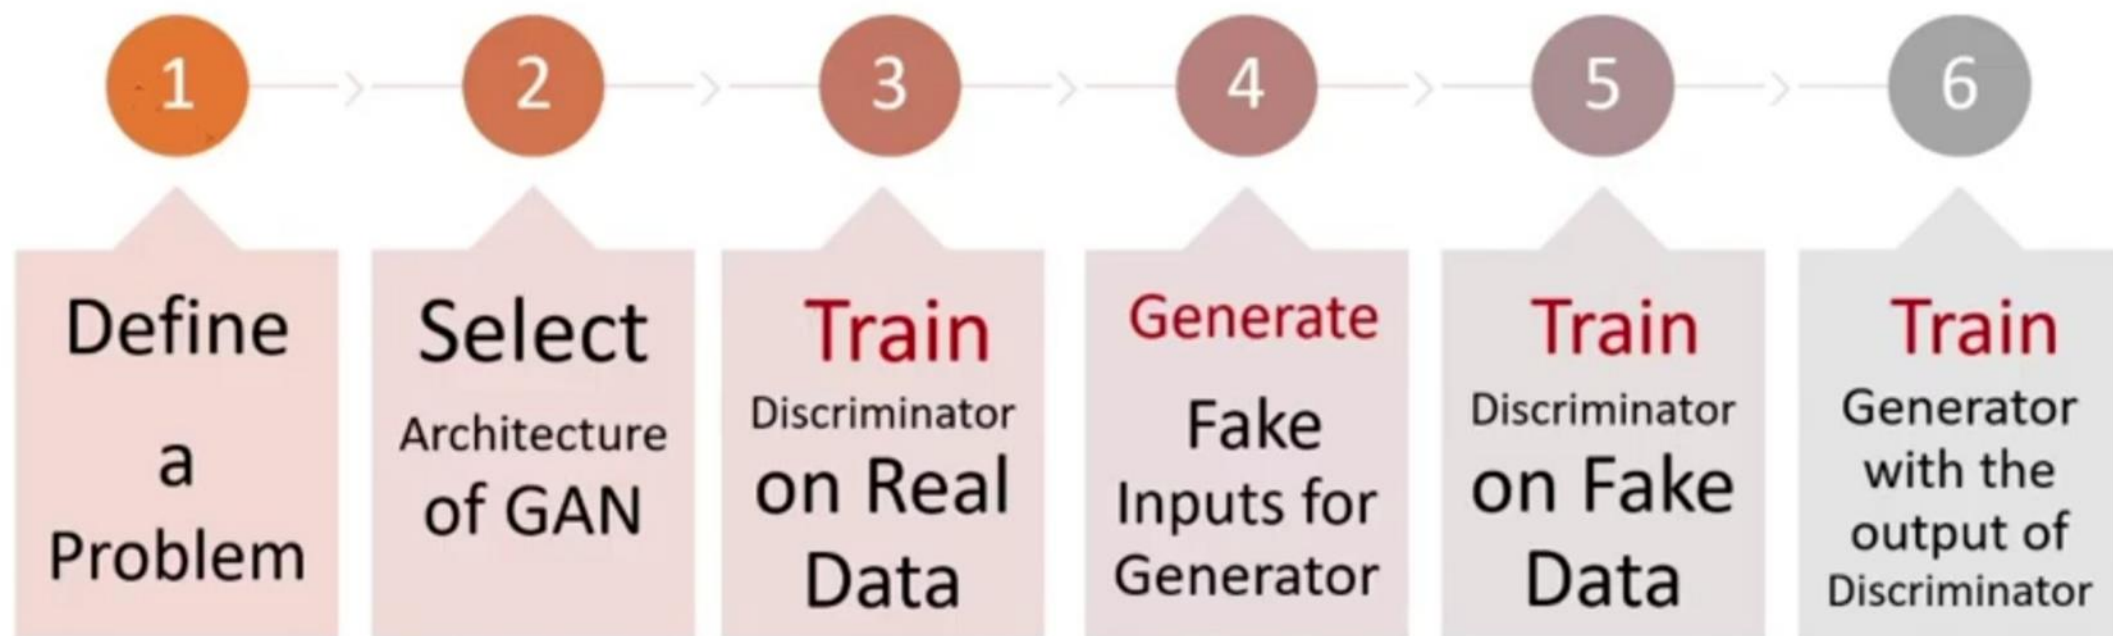 1
2
3
4
5
6
Define
a
Problem
Select
Architecture
of GAN
Train
Discriminator
on Real
Data
Generate
Fake
Inputs for
Generator
Train
Discriminator
on Fake
Data
Train
Generator
with the
output of
Discriminator